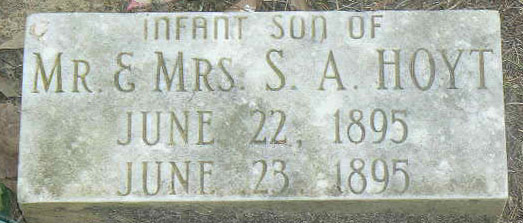 INFANT SON OF
MR. & MRS. S. A. HOYT
JUNE 22, 1895
JUNE 23, 1895